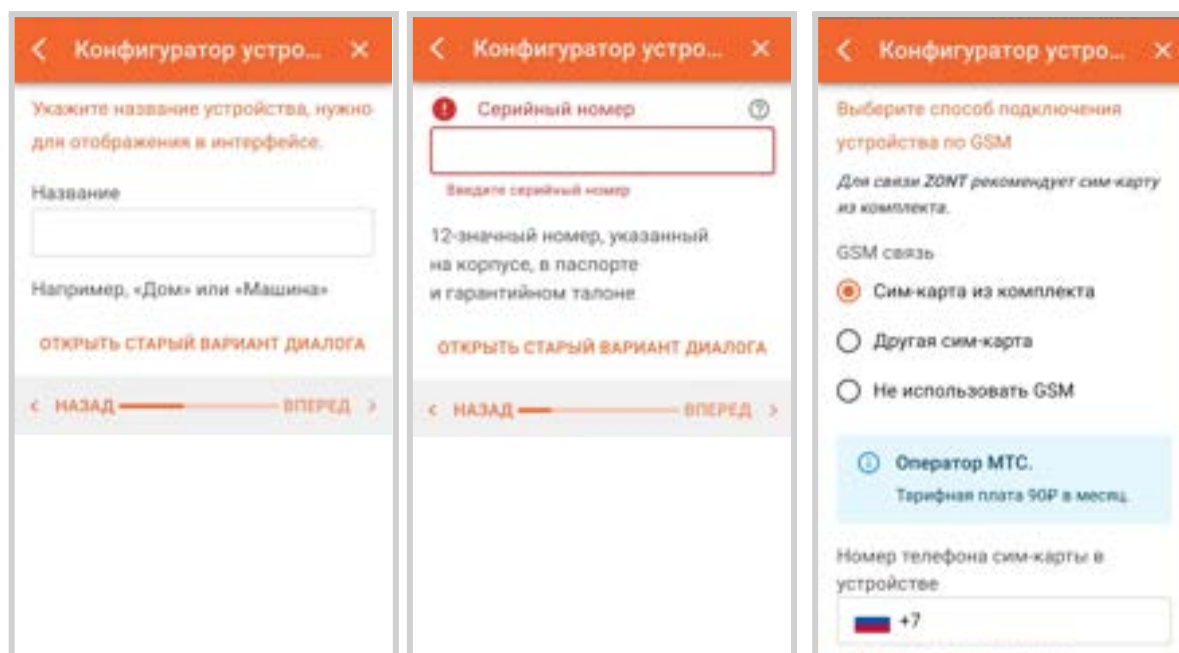 Конфигуратор устро...
Укажите название устройства, нужно
для отображения в интерфейсе.
Название
Например, «Дом» или «Машина»
ОТКРЫТЬ СТАРЫЙ ВАРИАНТ ДИАЛОГА
НАЗАД
ВПЕРЕД
Конфигуратор устро...
Серийный номер
Введите серийный номер
12-значный номер, указанный
на корпусе, в паспорте
и гарантийном талоне
ОТКРЫТЬ СТАРЫЙ ВАРИАНТ ДИАЛОГА
НАЗАД
ВПЕРЕД
Конфигуратор устро...
Выберите способ подключения
устройства по GSM
Для связи ZONT рекомендует сим-карту
из комплекта.
GSM связь
Сим-карта из комплекта
Другая сим-карта
Не использовать GSM
Оператор МТС.
Тарифная плата 90₽ в месяц.
Номер телефона сим-карты в
устройстве
+7